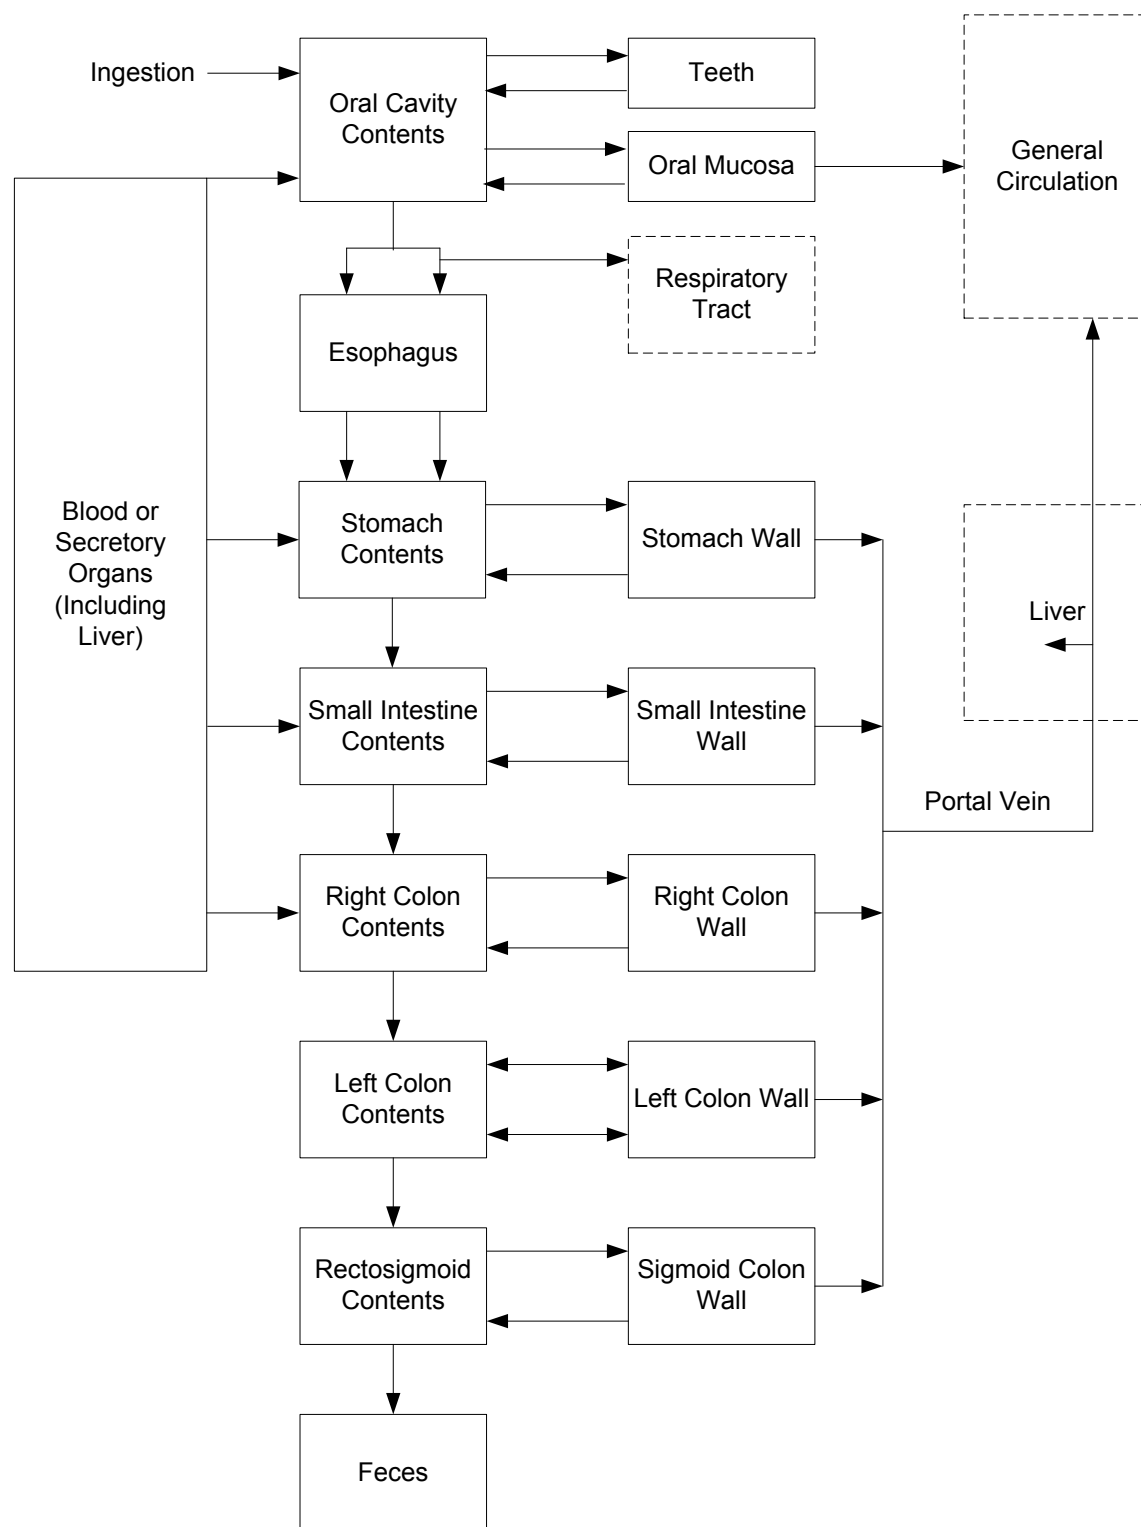 Ingestion
Oral Cavity
Contents
Teeth
Oral Mucosa
General
Circulation
Respiratory
Tract
Esophagus
Blood or
Secretory
Organs
(Including
Liver)
Stomach
Contents
Stomach Wall
Liver
Small Intestine
Contents
Small Intestine
Wall
Portal Vein
Right Colon
Contents
Right Colon
Wall
Left Colon
Contents
Left Colon Wall
Rectosigmoid
Contents
Sigmoid Colon
Wall
Feces